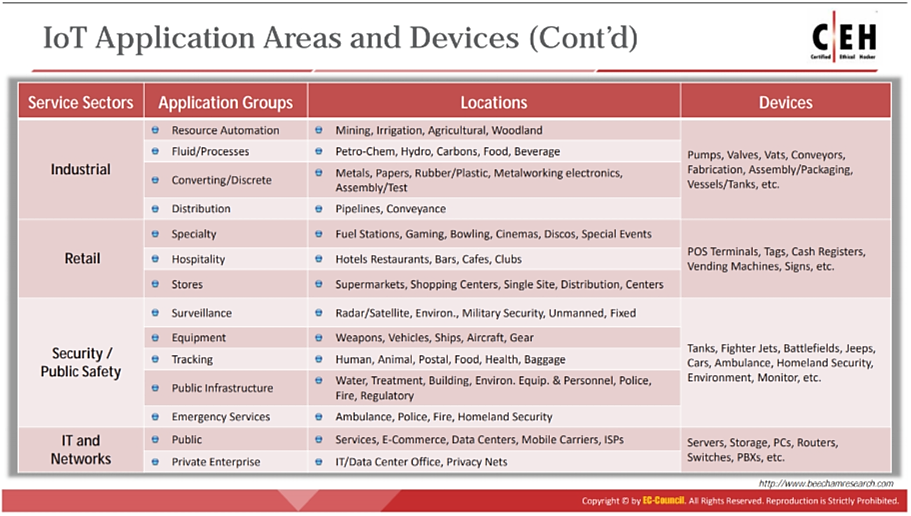 IoT Application Areas and Devices (Cont'd)
CEH
Certified Ethical Hacker
Service Sectors Application Groups Locations Devices
Industrial
Resource Automation Mining, Irrigation, Agricultural, Woodland
Fluid/Processes Petro-Chem, Hydro, Carbons, Food, Beverage
Converting/Discrete Metals, Papers, Rubber/Plastic, Metalworking electronics,
Assembly/Test
Distribution Pipelines, Conveyance
Pumps, Valves, Vats, Conveyors,
Fabrication, Assembly/Packaging,
Vessels/Tanks, etc.
Retail
Specialty Fuel Stations, Gaming, Bowling, Cinemas, Discos, Special Events
Hospitality Hotels Restaurants, Bars, Cafes, Clubs
Stores Supermarkets, Shopping Centers, Single Site, Distribution, Centers
POS Terminals, Tags, Cash Registers,
Vending Machines, Signs, etc.
Security /
Public Safety
Surveillance Radar/Satellite, Environ., Military Security, Unmanned, Fixed
Equipment Weapons, Vehicles, Ships, Aircraft, Gear
Tracking Human, Animal, Postal, Food, Health, Baggage
Public Infrastructure Water, Treatment, Building, Environ. Equip. & Personnel, Police,
Fire, Regulatory
Emergency Services Ambulance, Police, Fire, Homeland Security
Tanks, Fighter Jets, Battlefields, Jeeps,
Cars, Ambulance, Homeland Security,
Environment, Monitor, etc.
IT and
Networks
Public Services, E-Commerce, Data Centers, Mobile Carriers, ISPs
Private Enterprise IT/Data Center Office, Privacy Nets
Servers, Storage, PCs, Routers,
Switches, PBXs, etc.
http://www.beechamresearch.com
Copyright © by EC-Council. All Rights Reserved. Reproduction is Strictly Prohibited.